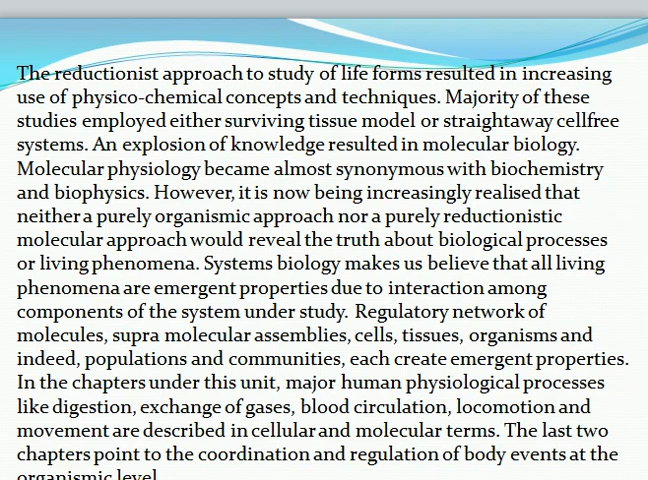 The reductionist approach to study of life forms resulted in increasing
use of physico-chemical concepts and techniques. Majority of these
studies employed either surviving tissue model or straightaway cellfree
systems. An explosion of knowledge resulted in molecular biology.
Molecular physiology became almost synonymous with biochemistry
and biophysics. However, it is now being increasingly realised that
neither a purely organismic approach nor a purely reductionistic
molecular approach would reveal the truth about biological processes
or living phenomena. Systems biology makes us believe that all living
phenomena are emergent properties due to interaction among
components of the system under study. Regulatory network of
molecules, supra molecular assemblies, cells, tissues, organisms and
indeed, populations and communities, each create emergent properties.
In the chapters under this unit, major human physiological processes
like digestion, exchange of gases, blood circulation, locomotion and
movement are described in cellular and molecular terms. The last two
chapters point to the coordination and regulation of body events at the
organismic level.